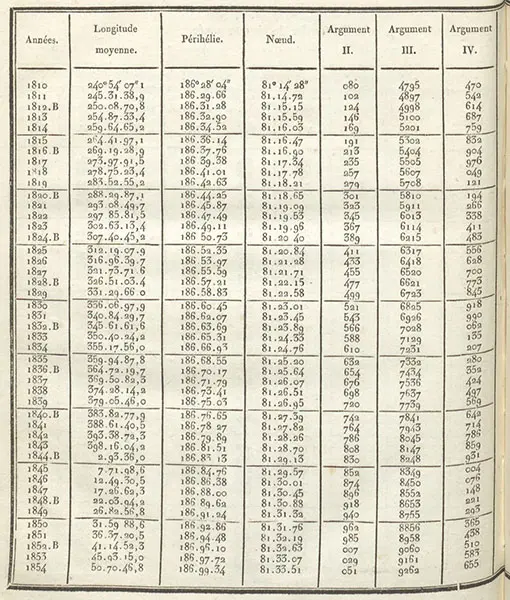 Années. Longitude moyenne. Périhélie. Nœud. Argument II. Argument III. Argument IV.
1810 240° 54' 07"1 186° 28' 04" 81° 14' 28" 080 4795 470
1811 245.31.38,9 186.29.66 81.14.72 102 4897 542
1812.B 250.08.70,8 186.31.28 81.15.15 124 4998 614
1813 254.87.33,4 186.32.90 81.15.59 146 5100 687
1814 259.64.65,2 186.34.52 81.16.03 169 5201 759
1815 264.41.97,1 186.36.14 81.16.47 191 5302 832
1816.B 269.19.28,9 186.37.76 81.16.90 213 5404 904
1817 273.97.91,5 186.39.38 81.17.34 235 5505 976
1818 278.75.23,4 186.41.01 81.17.78 257 5607 049
1819 283.52.55,2 186.42.63 81.18.21 279 5708 121
1820.B 288.29.87,1 186.44.25 81.18.65 301 5810 194
1821 293.08.49,7 186.45.87 81.19.09 323 5911 266
1822 297.85.81,5 186.47.49 81.19.53 345 6013 338
1823 302.63.13,4 186.49.11 81.19.96 367 6114 411
1824.B 307.40.45,2 186 50.73 81.20 40 389 6215 483
1825 312.19.07,9 186.52.35 81.20.84 411 6317 556
1826 316.96.39,7 186.53.97 81.21.28 433 6418 628
1827 321.73.71.6 186.55.59 81.21.71 455 6520 700
1828.B 326.51.03,4 186.57.21 81.22.15 477 6621 773
1829 331.29.66.0 186.58.83 81.22.58 499 6723 845
1830 336.06.97,9 186.60.45 81.23.01 521 6825 918
1831 340.84.29,7 186.62.07 81.23.45 543 6926 990
1832.B 345.61.61,6 186.63.69 81.23.89 566 7028 062
1833 350.40.24,2 186.65.31 81.24.33 588 7129 135
1834 355.17.56,0 186.66.93 81.24.76 610 7231 207
1835 359.94.87,8 186.68.55 81.25.20 632 7332 280
1836.B 364.72.19,7 186.70.17 81.25.64 654 7434 352
1837 369.50.82,3 186.71.79 81.26.07 676 7536 424
1838 374.28.14,2 186.73.41 81.26.51 698 7637 497
1839 379.05.46,0 186.75.03 81.26.95 720 7739 569
1840.B 383.82.77,9 186.76.65 81.27.39 742 7841 642
1841 388.61.40,5 186.78 27 81.27.82 764 7943 714
1842 393.38.72,3 186.79.89 81.28.26 786 8045 786
1843 398.16.04,2 186.81.51 81.28.70 808 8147 859
1844.B 2.93.36,0 186.83 13 81.29.13 830 8248 931
1845 7.71.98,6 186.84.76 81.29.57 852 8349 004
1846 12.49.30,5 186.86.38 81.30.01 874 8450 076
1847 17.26.62,3 186.88.00 81.30.45 896 8552 148
1848.B 22.03.94,2 186 89.62 81.30.88 918 8653 221
1849 26.82.56,8 186.91.24 81.31.32 940 8755 293
1850 31.59 88,6 186.92.86 81.31.76 962 8856 365
1851 36.37.20,5 186.94.48 81.32.19 985 8958 438
1852.B 41.14.52,3 186.96.10 81.32.63 007 9060 510
1853 45.93.15,0 186.97.72 81.33.07 029 9161 583
1854 50.70.46,8 186.99.34 81.33.51 051 9262 655